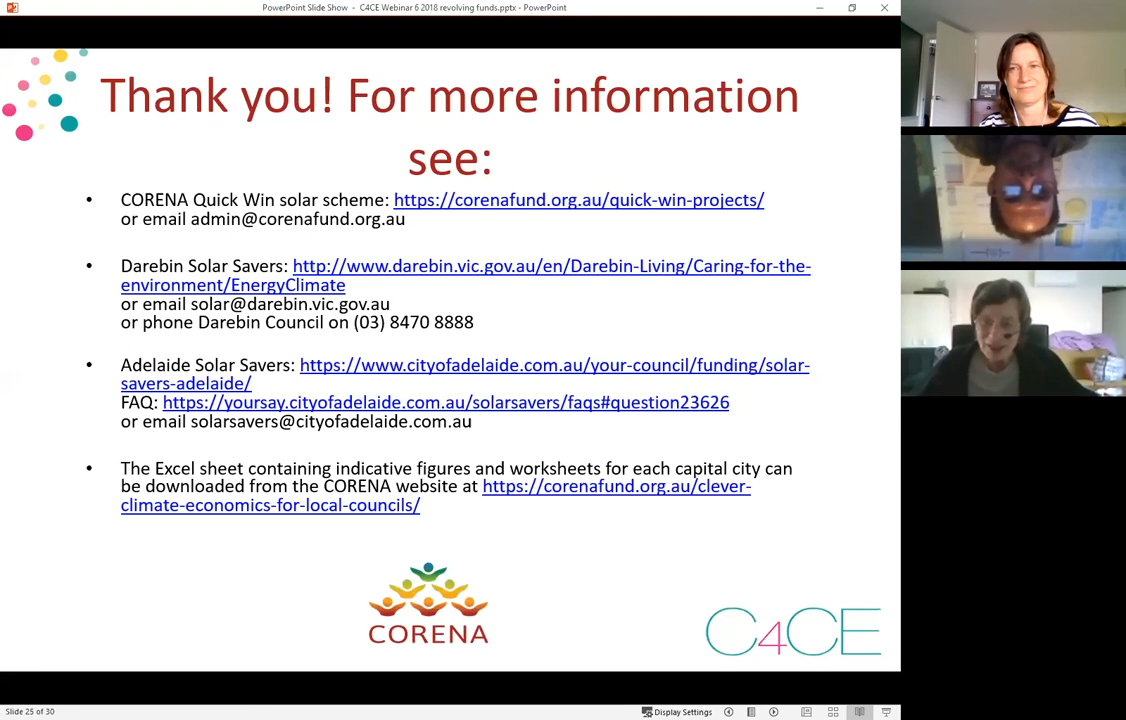 PowerPoint Slide Show - C4CE Webinar 6 2018 revolving funds.pptx - PowerPoint
Thank you! For more information
see:
• CORENA Quick Win solar scheme: https://corenafund.org.au/quick-win-projects/
or email admin@corenafund.org.au
• Darebin Solar Savers: http://www.darebin.vic.gov.au/en/Darebin-Living/Caring-for-the-
environment/EnergyClimate
or email solar@darebin.vic.gov.au
or phone Darebin Council on (03) 8470 8888
• Adelaide Solar Savers: https://www.cityofadelaide.com.au/your-council/funding/solar-
savers-adelaide/
FAQ: https://yoursay.cityofadelaide.com.au/solarsavers/faqs#question23626
or email solarsavers@cityofadelaide.com.au
• The Excel sheet containing indicative figures and worksheets for each capital city can
be downloaded from the CORENA website at https://corenafund.org.au/clever-
climate-economics-for-local-councils/
CORENA
C4CE
Slide 25 of 30
Display Settings